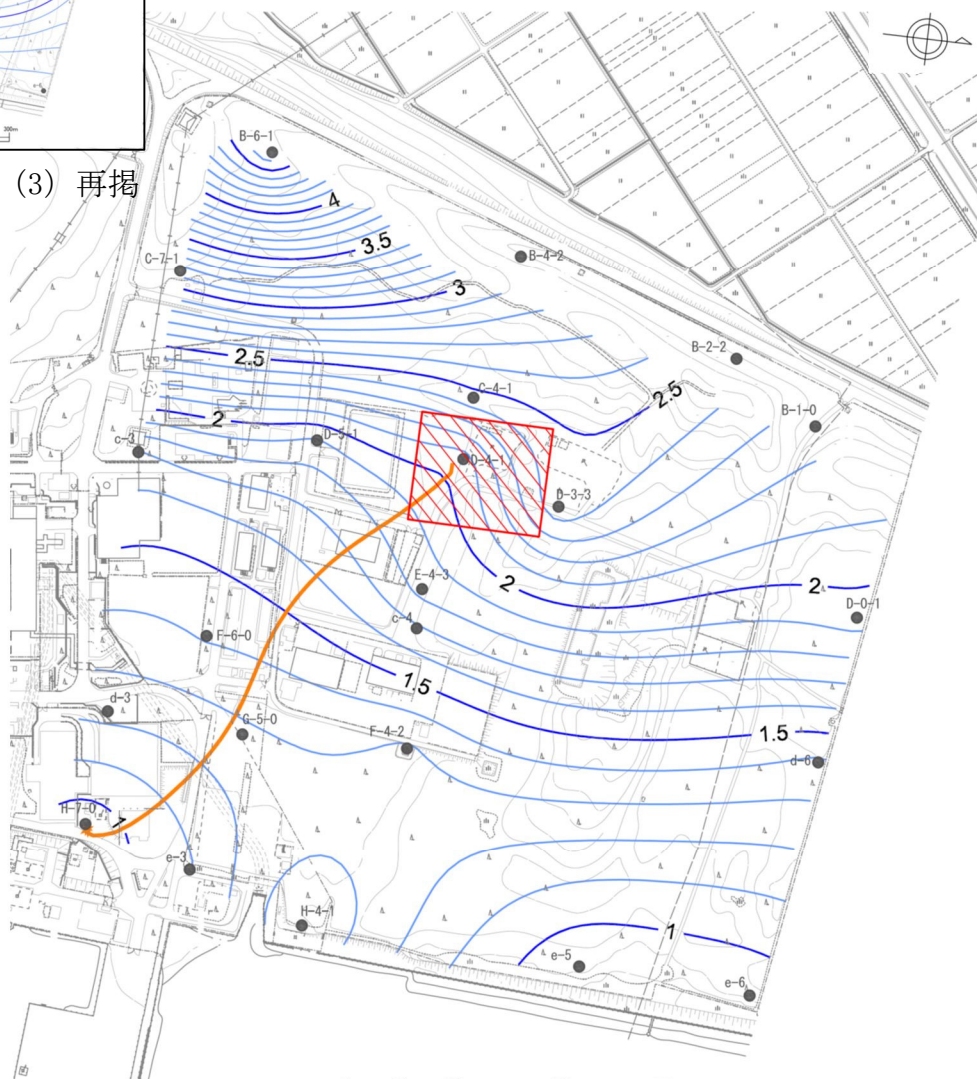 300m
(3) 再掲
B-6-1
4
3.5
C-7-1
B-4-2
3
B-2-2
2.5
2.5
C-4-1
B-1-0
2
D-5-1
c-3
D-4-1
D-3-3
E-4-3
2
2
D-0-1
c-4
F-6-0
1.5
d-3
G-5-0
F-4-2
1.5
d-6
H-7-0
1
e-3
H-4-1
1
e-5
e-6